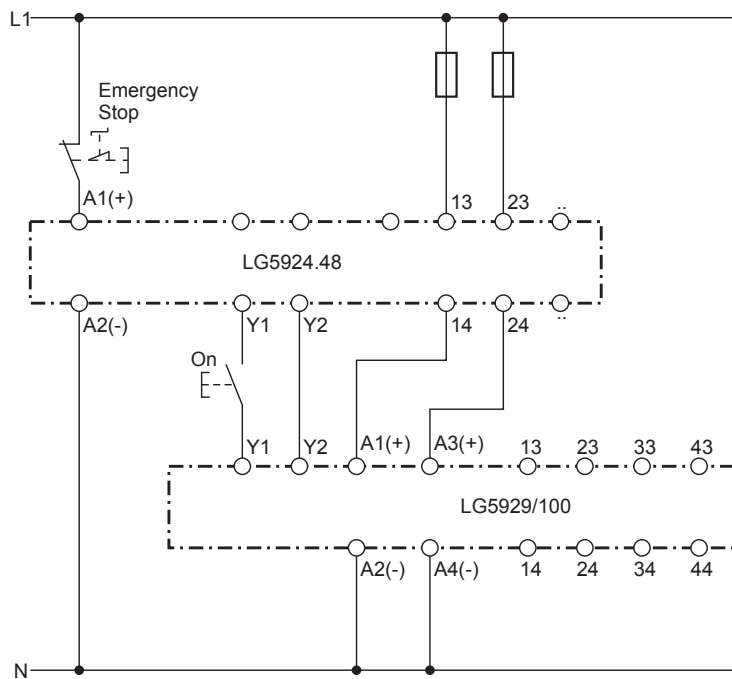 L1
Emergency
Stop
A1(+) 13 23 ..
LG5924.48
A2(-) Y1 Y2 14 24 ..
On
Y1 Y2 A1(+) A3(+) 13 23 33 43
LG5929/100
A2(-) A4(-) 14 24 34 44
N